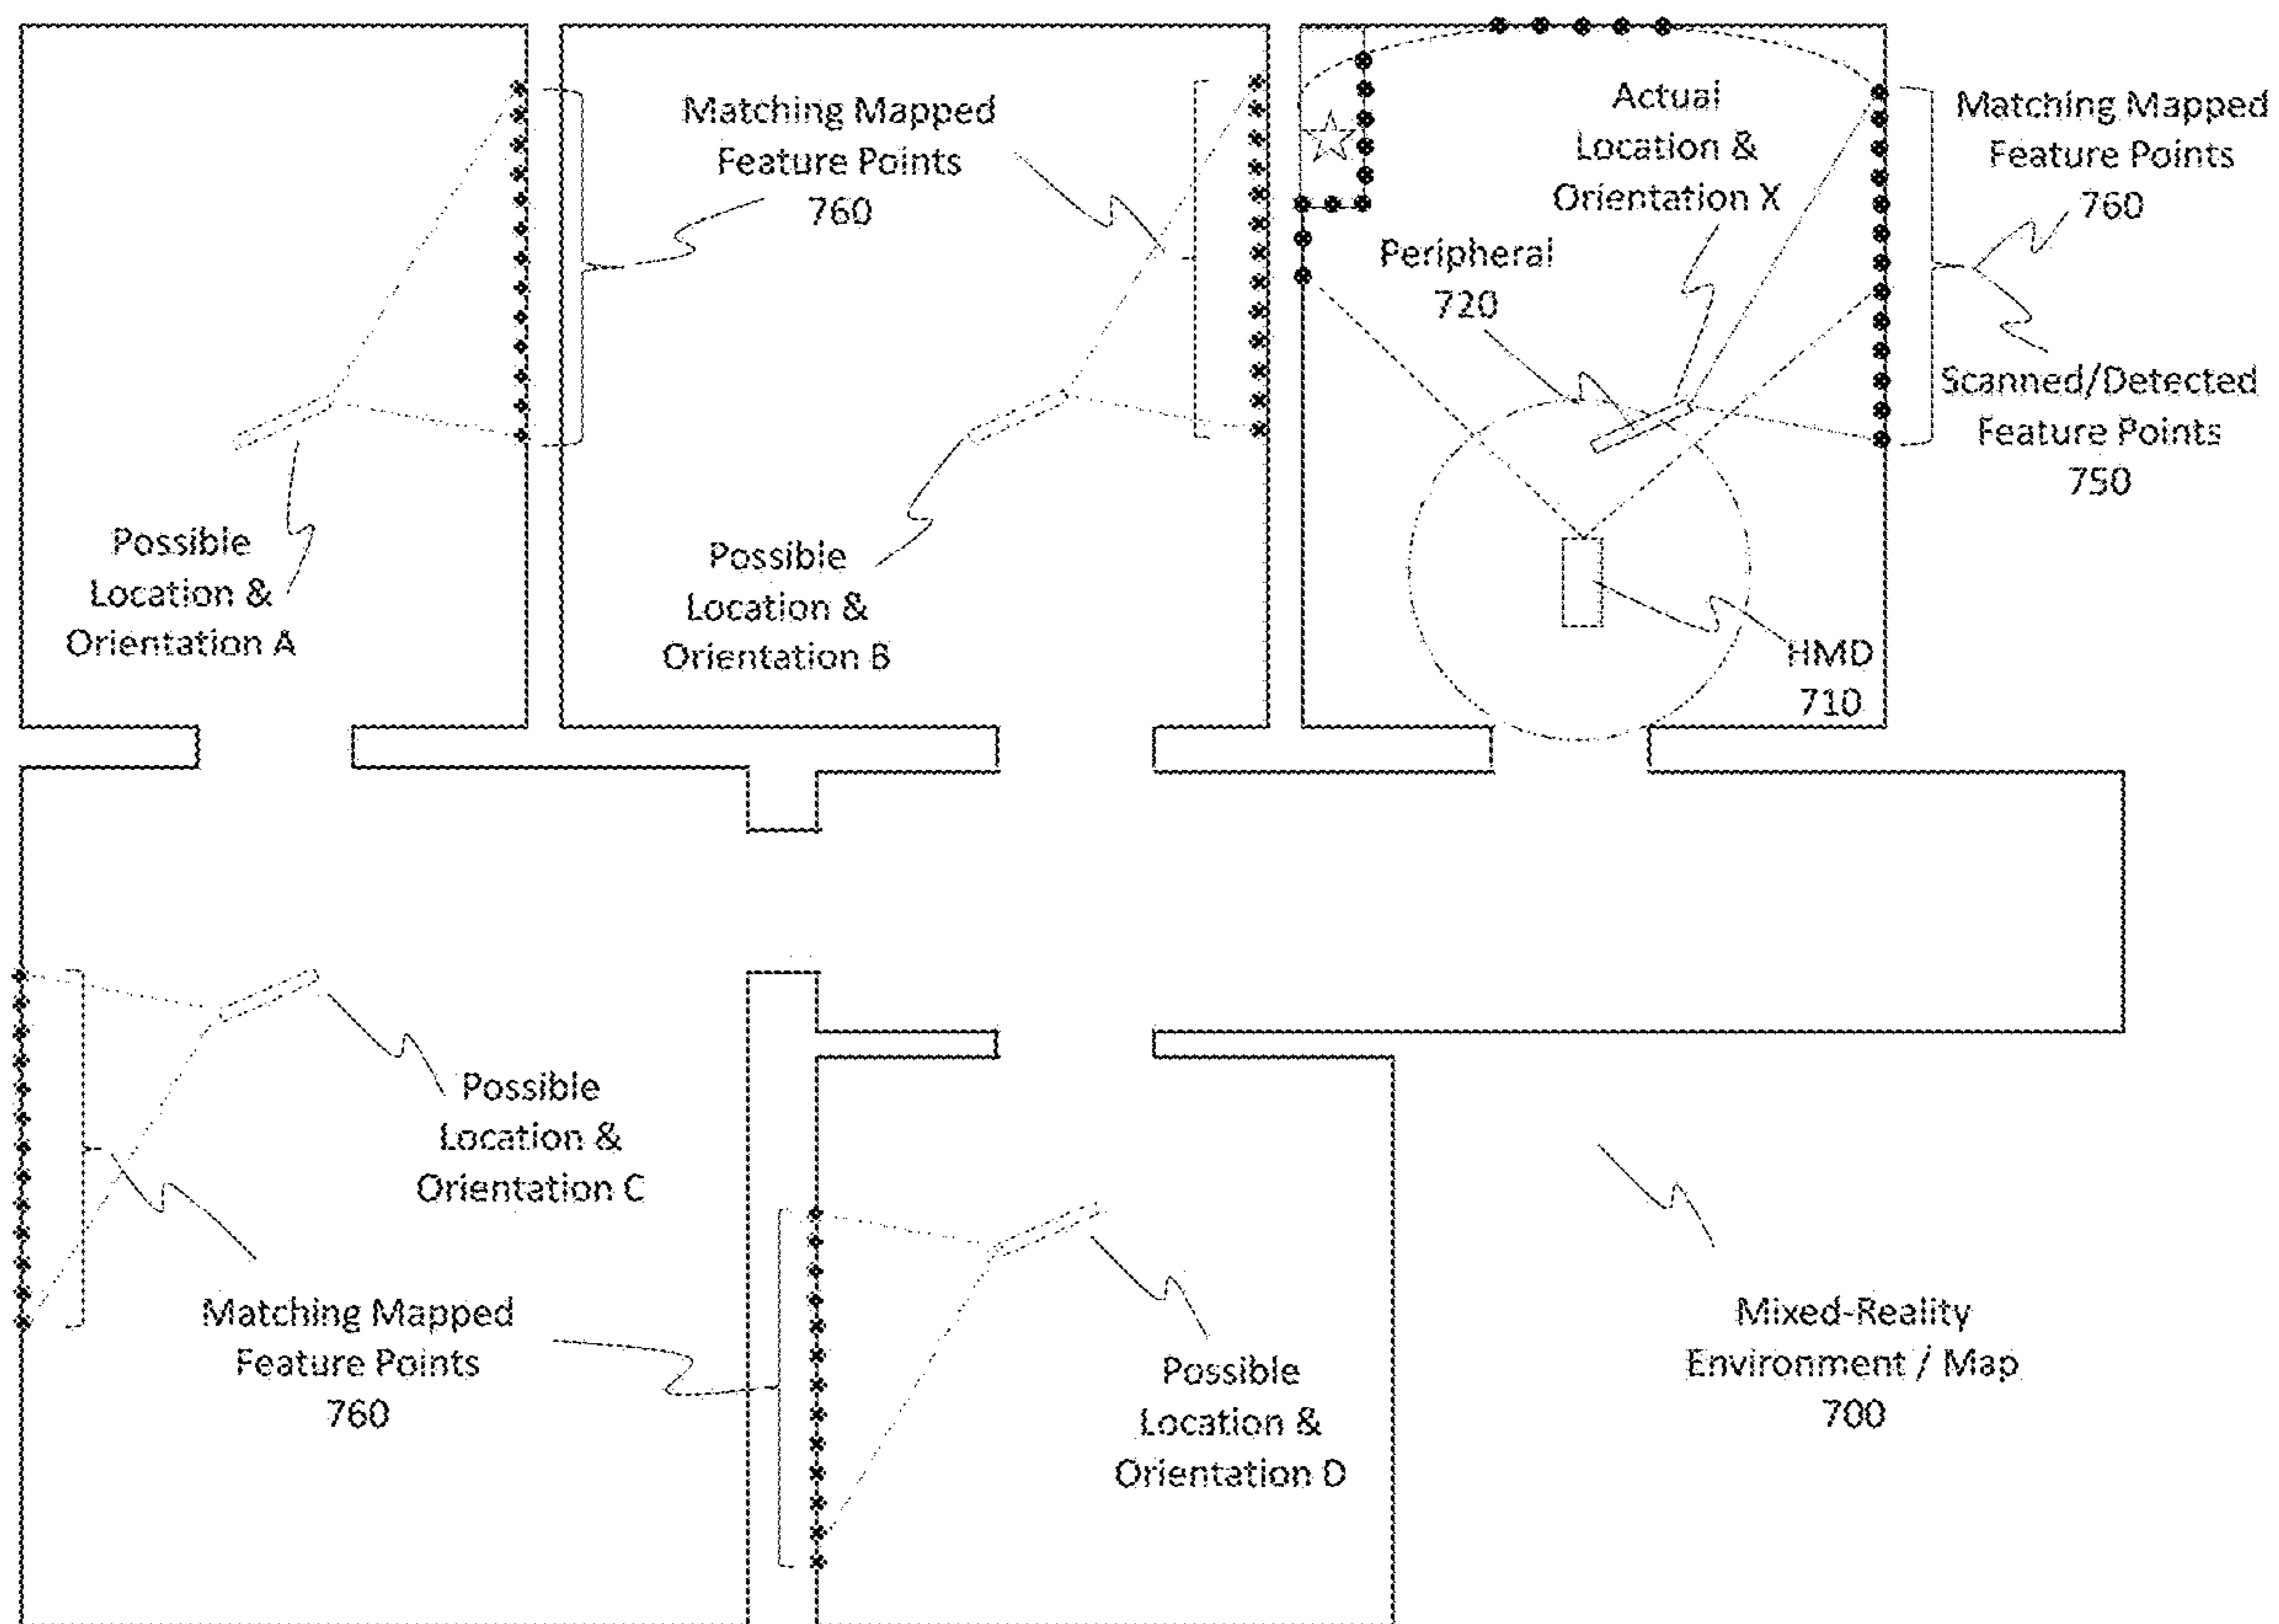 Matching Mapped
Feature Points
760
Actual
Location &
Orientation X
Matching Mapped
Feature Points
760
Peripheral
720
Scanned/Detected
Feature Points
750
Possible
Location &
Orientation A
Possible
Location &
Orientation B
HMD
710
Possible
Location &
Orientation C
Matching Mapped
Feature Points
760
Possible
Location &
Orientation D
Mixed-Reality
Environment / Map
700